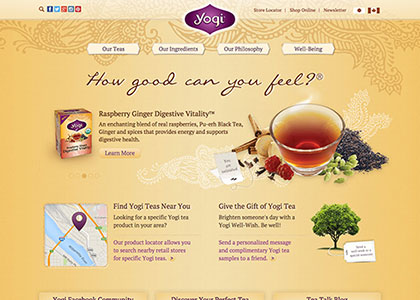 yogi
Store Locator | Shop Online | Newsletter
Our Teas
Our Ingredients
Our Philosophy
Well-Being
How good can you feel?®
Raspberry Ginger Digestive Vitality™
An enchanting blend of real raspberries, Pu-erh Black Tea,
Ginger and spices that provides energy and supports
digestive health.
Learn More
Find Yogi Teas Near You
Looking for a specific Yogi tea
product in your area?
Our product locator allows you
to search nearby retail stores
for specific Yogi teas.
Give the Gift of Yogi Tea
Brighten someone's day with a
Yogi Well-Wish. Be well!
Send a personalized message
and complimentary Yogi tea
samples to a friend.
Yogi Facebook Community
Discover Your Perfect Tea
Tea Talk Blog